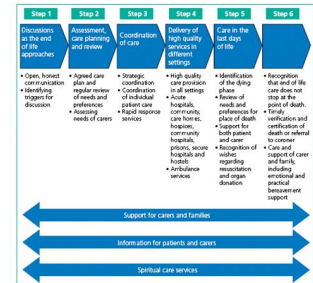 Step 1
Discussions
as the end
of life
approaches
• Open, honest
communication
• Identifying
triggers for
discussion
Step 2
Assessment,
care planning
and review
• Agreed care
plan and
regular review
of needs and
preferences
• Assessing
needs of carers
Step 3
Coordination
of care
• Strategic
coordination
• Coordination
of individual
patient care
• Rapid response
services
Step 4
Delivery of
high quality
services in
different
settings
• High quality
care provision
in all settings
• Acute
hospitals,
community,
care homes,
hospices,
community
hospitals,
prisons, secure
hospitals and
hostels
• Ambulance
services
Step 5
Care in the
last days
of life
• Identification
of the dying
phase
• Review of
needs and
preferences for
place of death
• Support for
both patient
and carer
• Recognition of
wishes
regarding
resuscitation
and organ
donation
Step 6
• Recognition
that end of life
care does not
stop at the
point of death.
• Timely
verification and
certification of
death or referral
to coroner
• Care and
support of carer
and family,
including
emotional and
practical
bereavement
support
Support for carers and families
Information for patients and carers
Spiritual care services